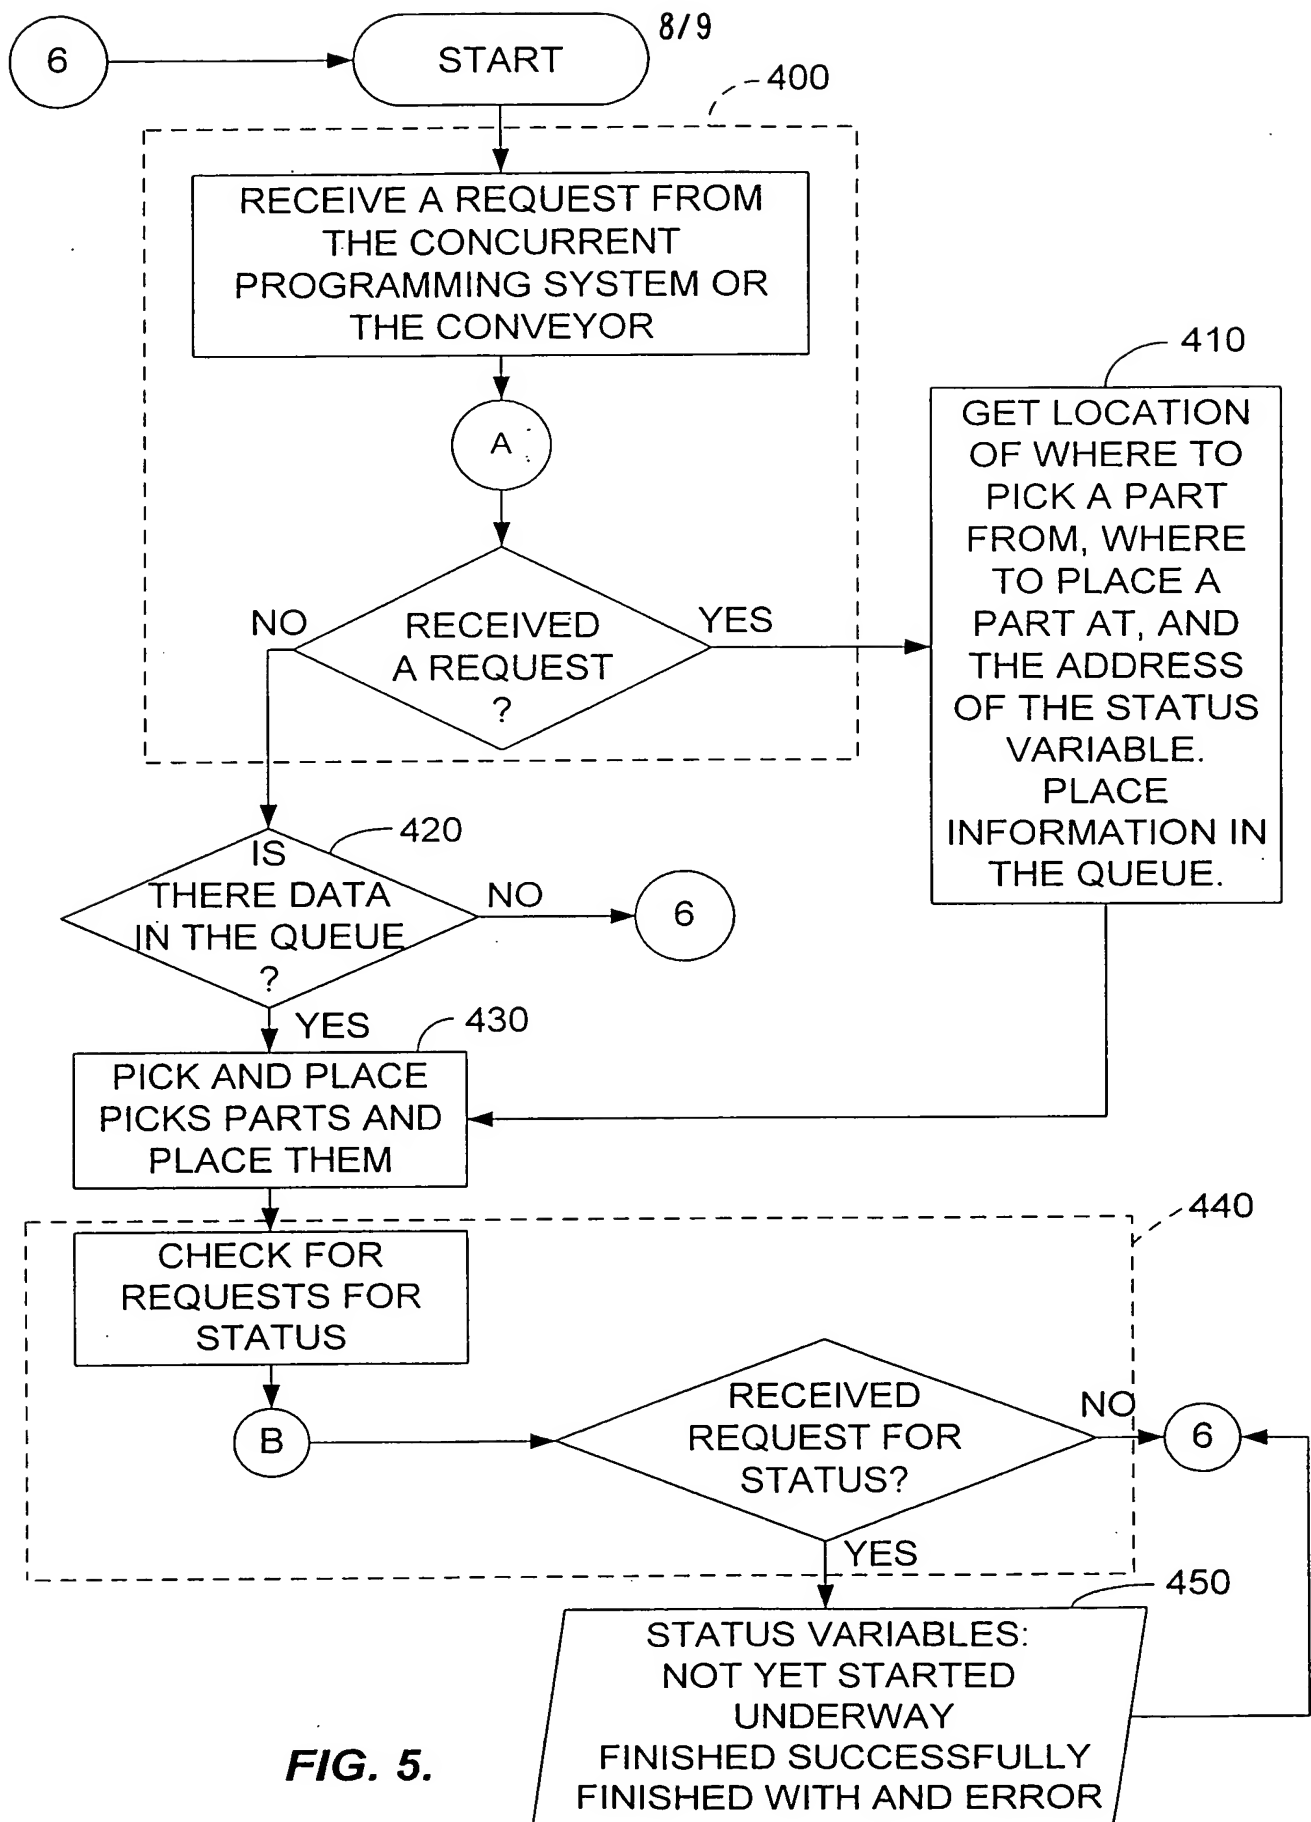 8/9
6
START
400
RECEIVE A REQUEST FROM
THE CONCURRENT
PROGRAMMING SYSTEM OR
THE CONVEYOR
A
410
GET LOCATION
OF WHERE TO
PICK A PART
FROM, WHERE
TO PLACE A
PART AT, AND
THE ADDRESS
OF THE STATUS
VARIABLE.
PLACE
INFORMATION IN
THE QUEUE.
NO
RECEIVED
A REQUEST
?
YES
420
IS
THERE DATA
IN THE QUEUE
?
NO
6
YES
430
PICK AND PLACE
PICKS PARTS AND
PLACE THEM
440
CHECK FOR
REQUESTS FOR
STATUS
B
RECEIVED
REQUEST FOR
STATUS?
NO
6
YES
450
STATUS VARIABLES:
NOT YET STARTED
UNDERWAY
FINISHED SUCCESSFULLY
FINISHED WITH AND ERROR
FIG. 5.